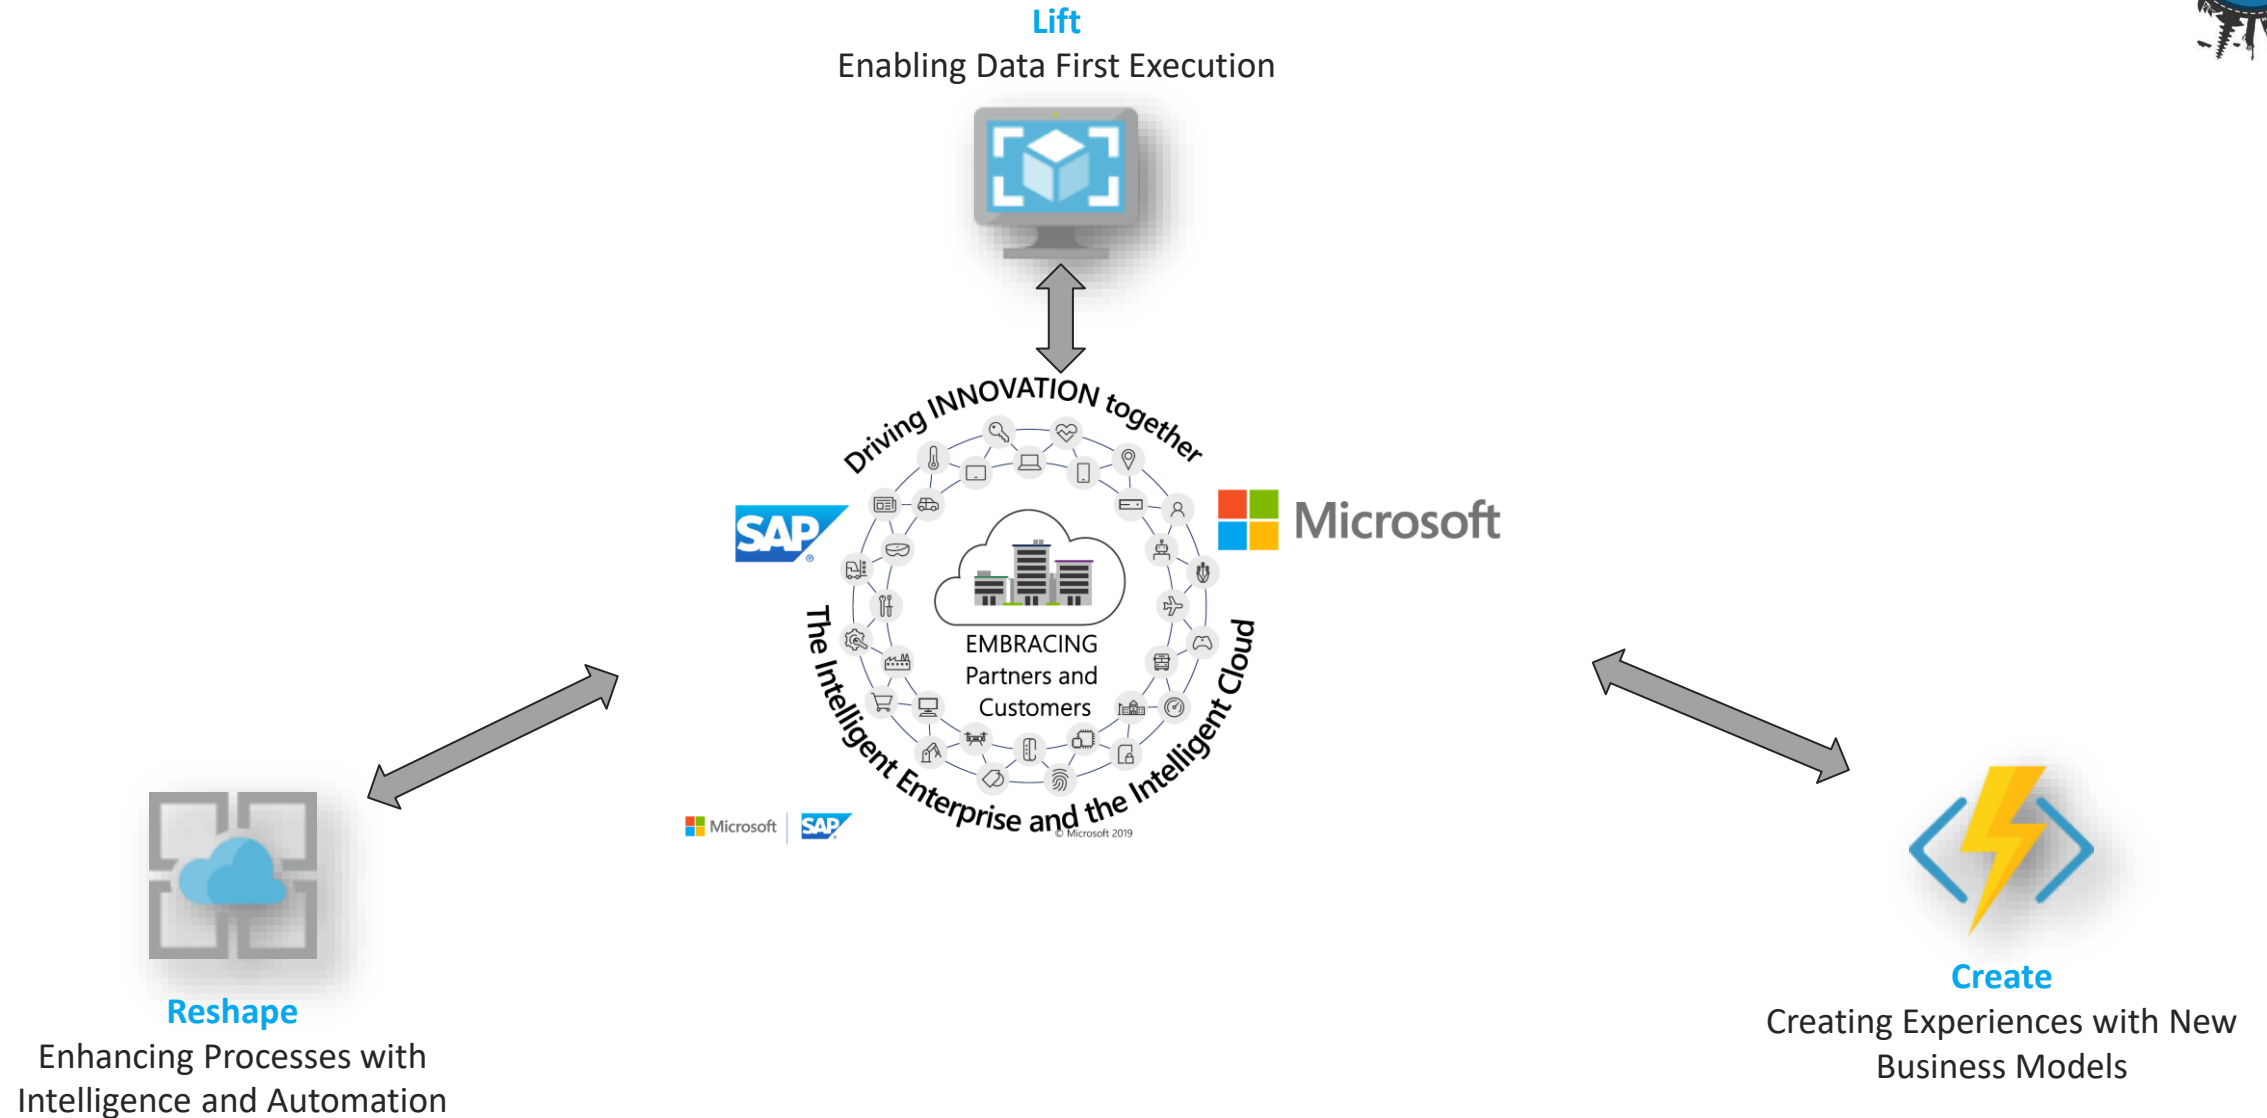 Lift
Enabling Data First Execution
Driving INNOVATION together
SAP
®
Microsoft
EMBRACING
Partners and
Customers
The Intelligent Enterprise and the Intelligent Cloud
Microsoft
SAP
© Microsoft 2019
Reshape
Enhancing Processes with
Intelligence and Automation
Create
Creating Experiences with New
Business Models